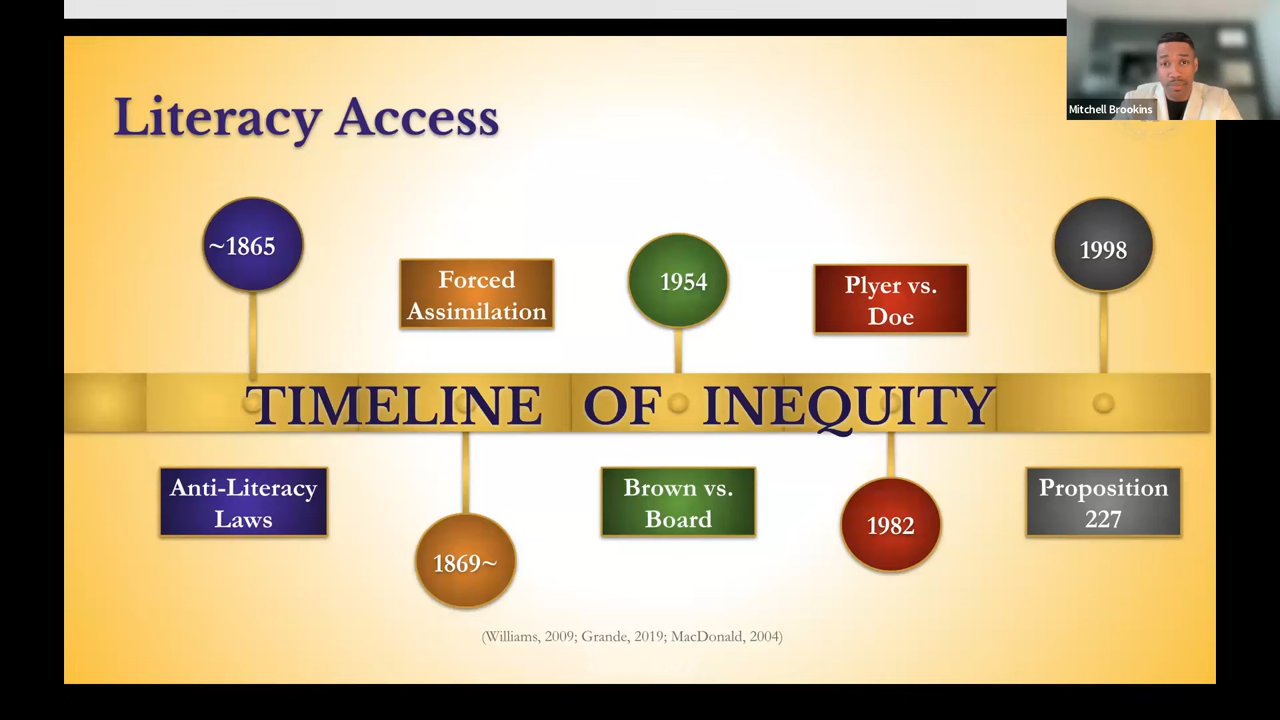 Mitchell Brookins
Literacy Access
~1865
Forced
Assimilation
1954
Plyer vs.
Doe
1998
TIMELINE OF INEQUITY
Anti-Literacy
Laws
1869~
Brown vs.
Board
1982
Proposition
227
(Williams, 2009; Grande, 2019; MacDonald, 2004)